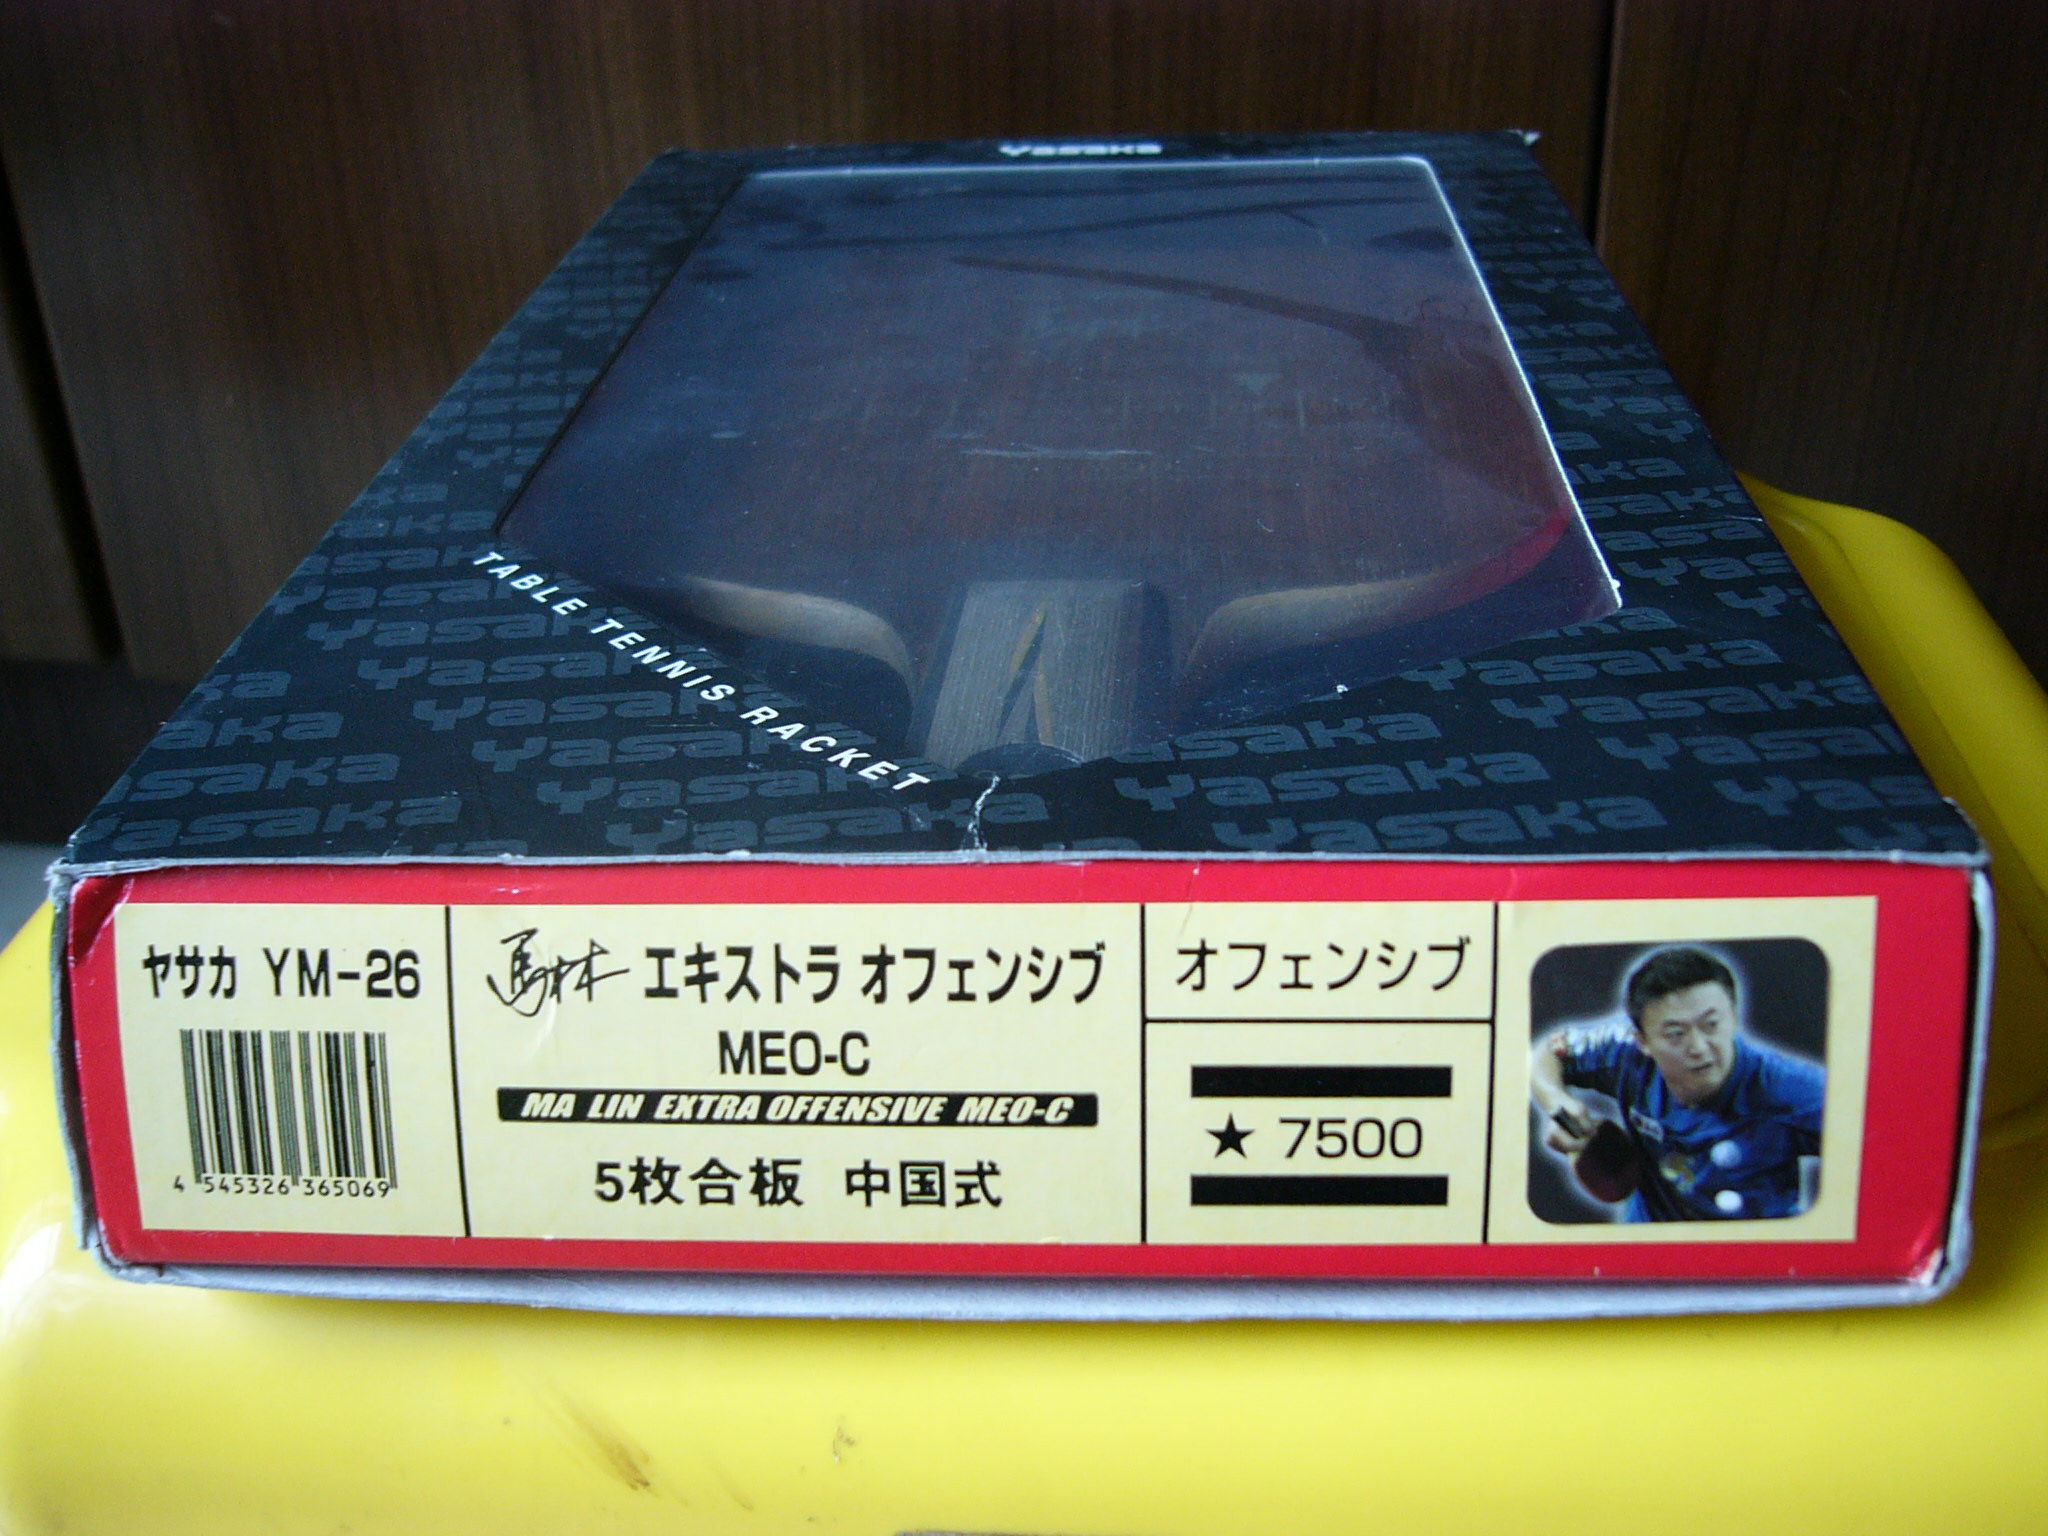 Yasaka
TABLE TENNIS RACKET
ヤサカ YM-26
4 545326 365069
馬林 エキストラ オフェンシブ
MEO-C
MA LIN EXTRA OFFENSIVE MEO-C
5枚合板 中国式
オフェンシブ
★ 7500